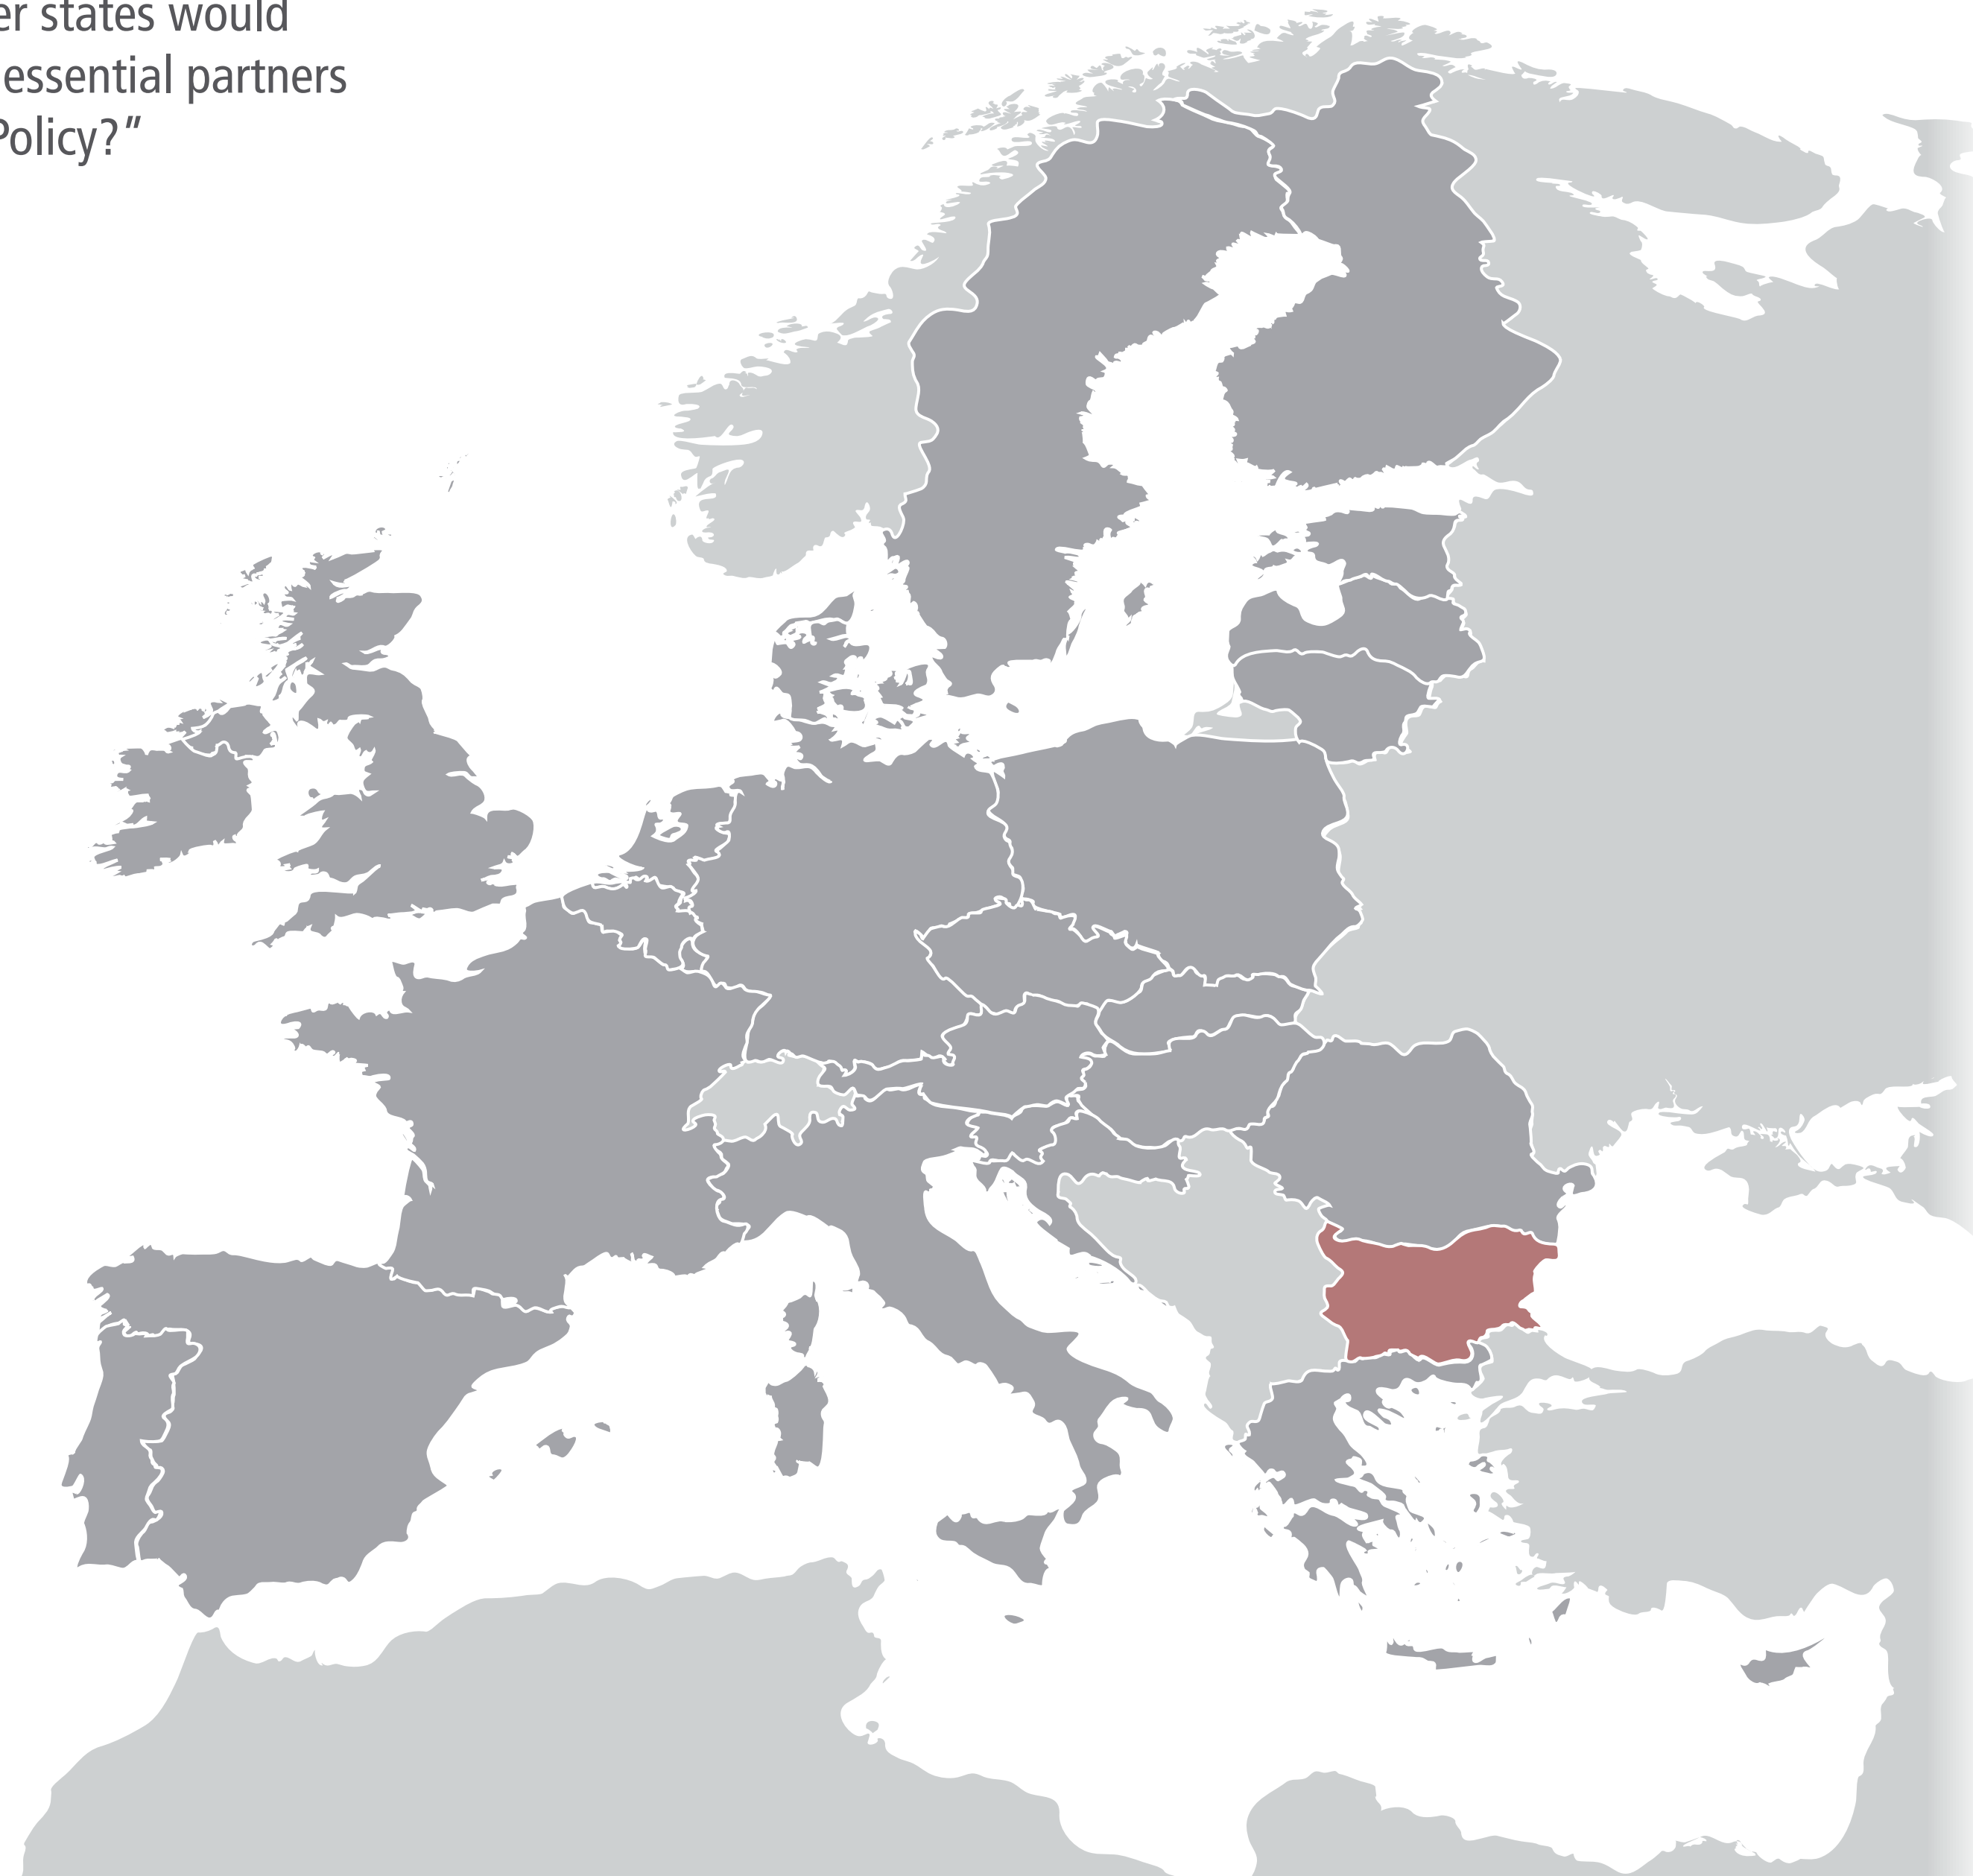 er states would
essential partners
Policy?”